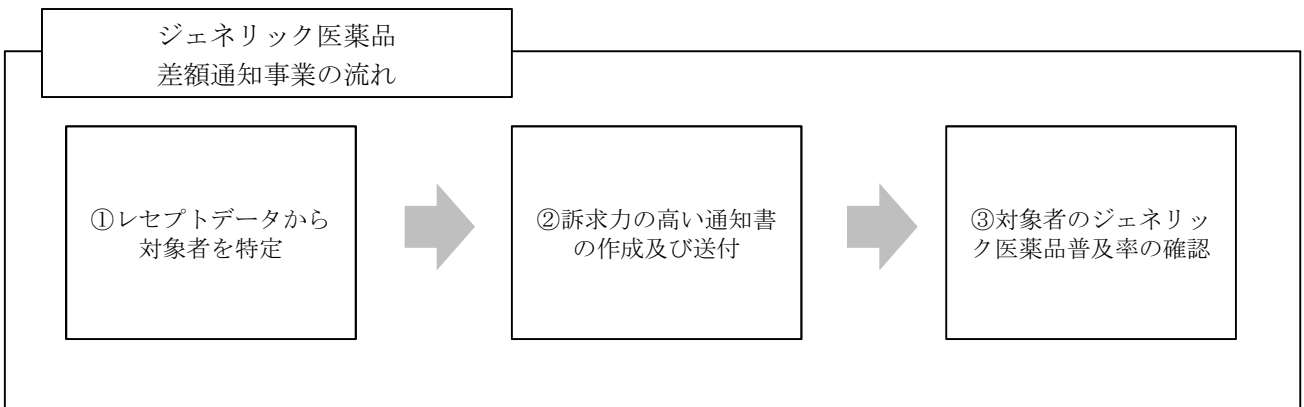 ジェネリック医薬品
差額通知事業の流れ
①レセプトデータから
対象者を特定
②訴求力の高い通知書
の作成及び送付
③対象者のジェネリッ
ク医薬品普及率の確認